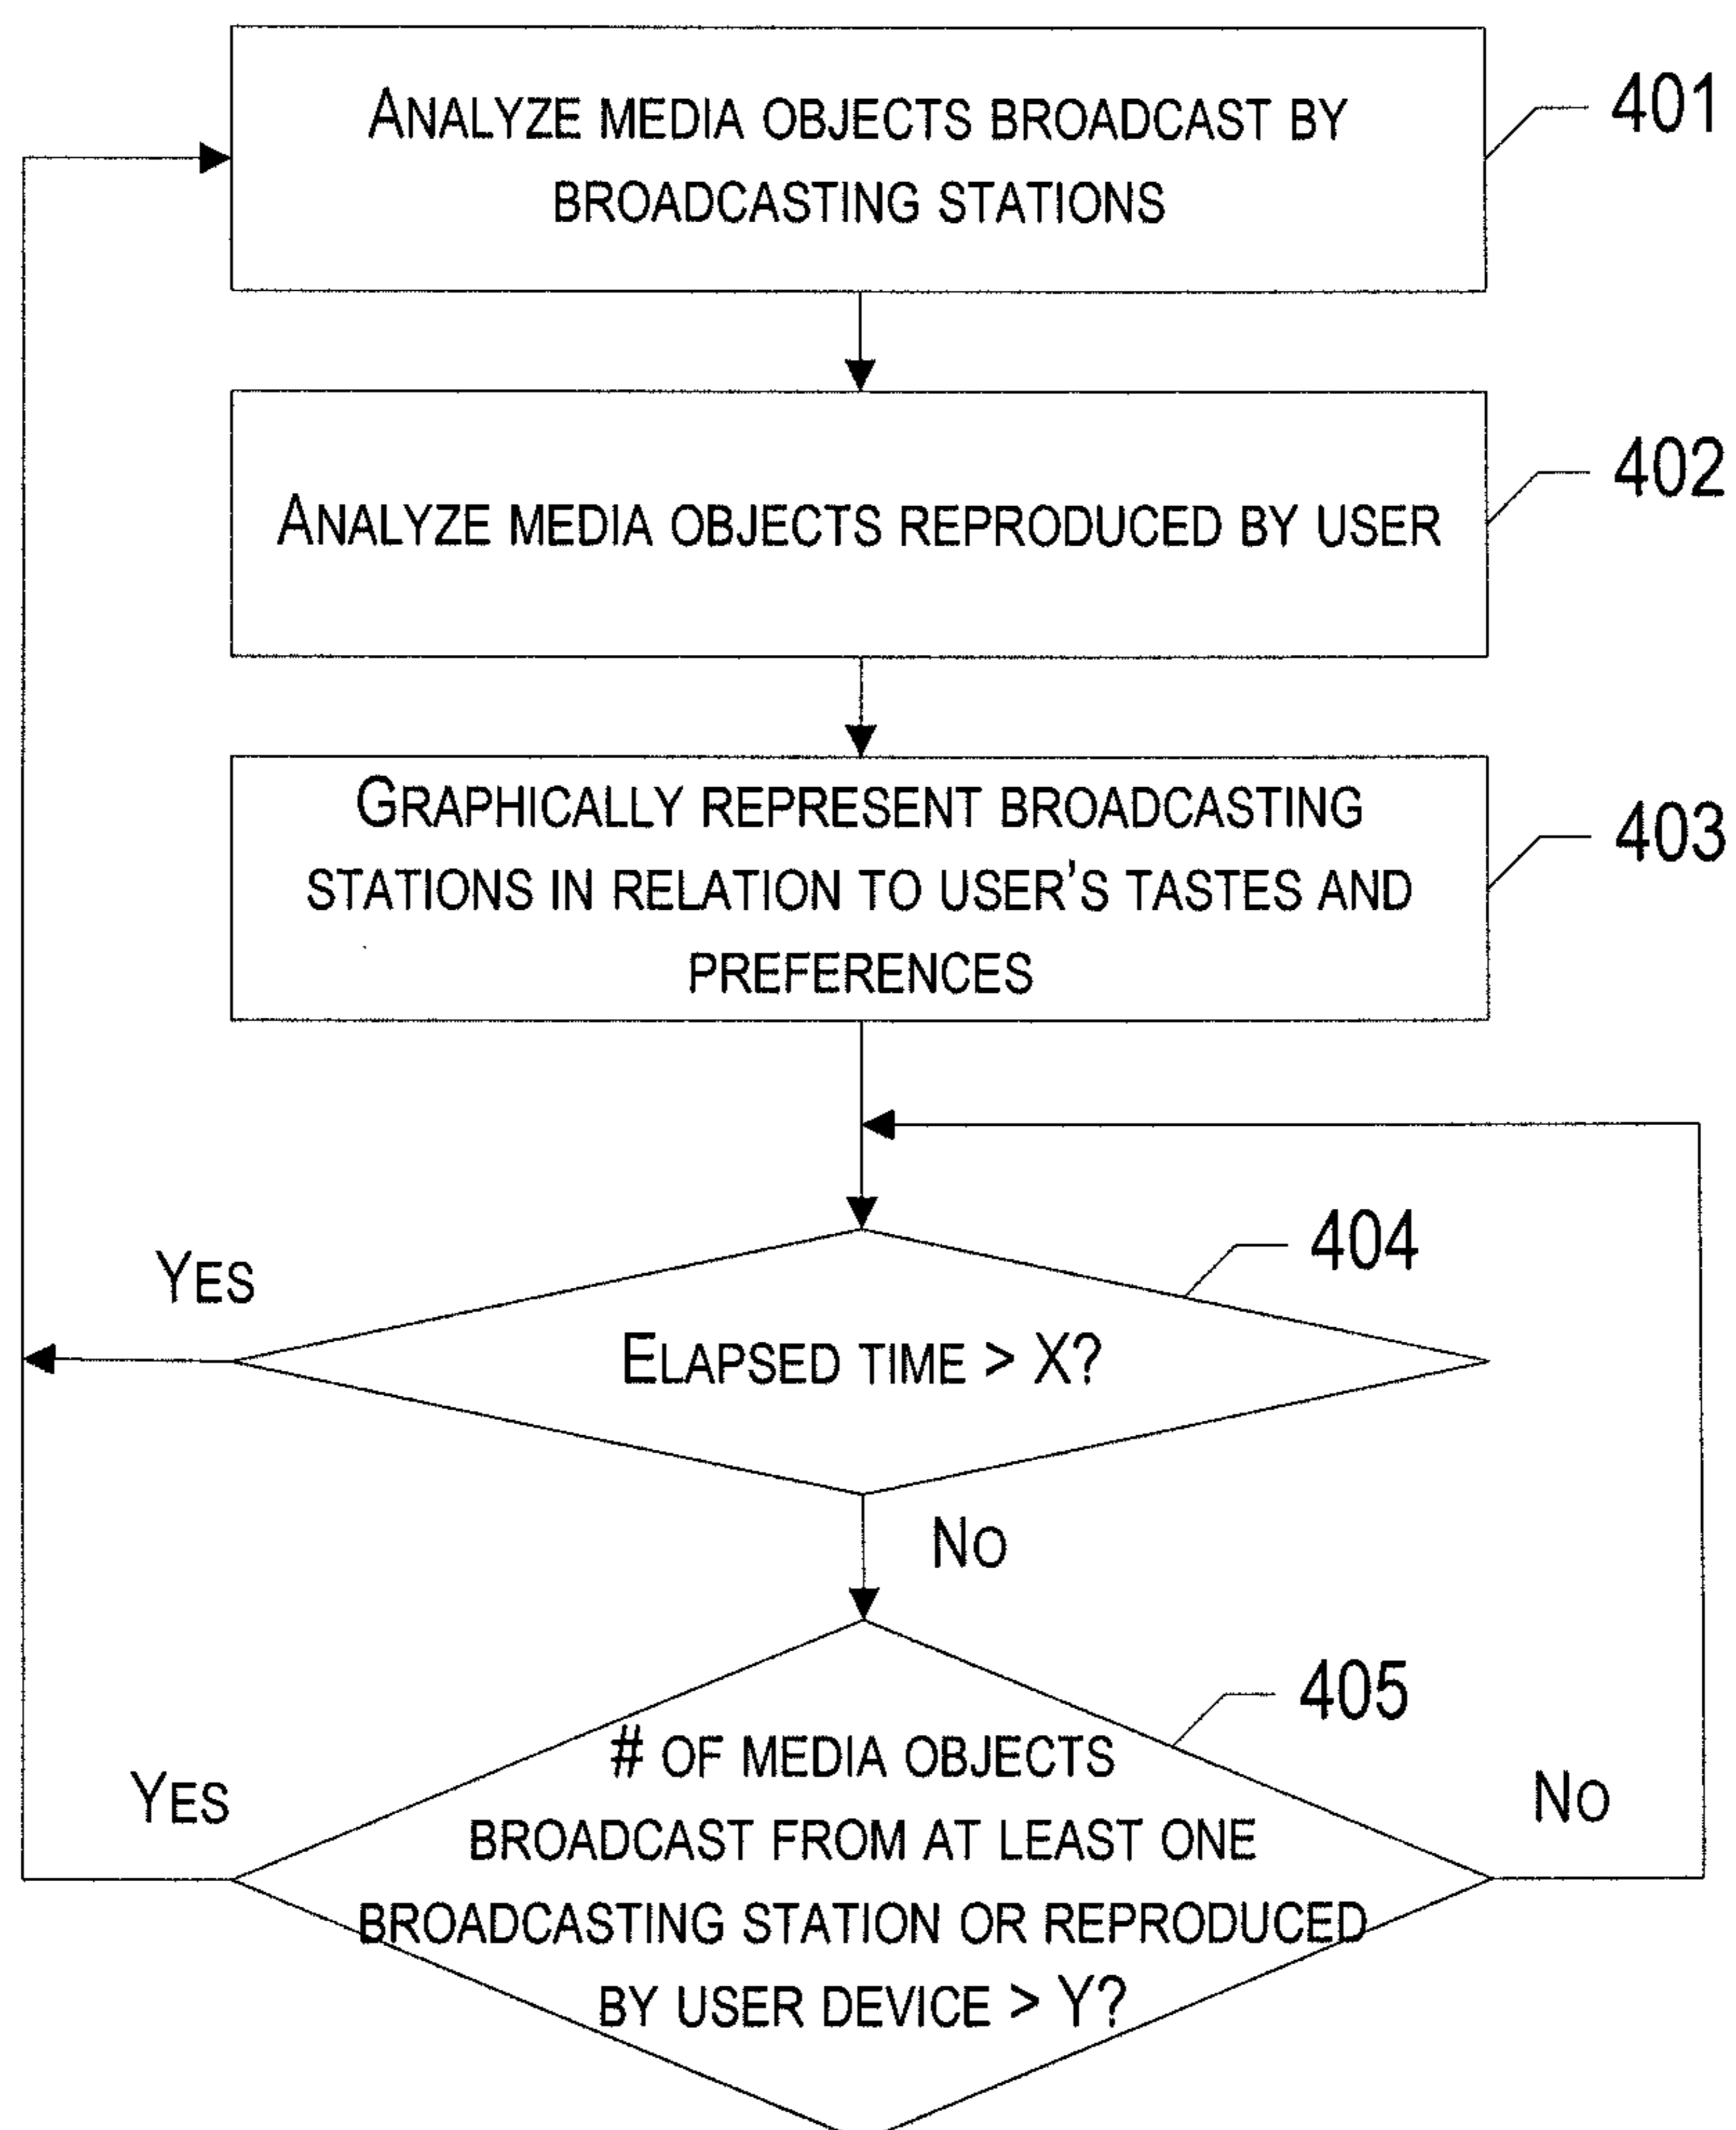 ANALYZE MEDIA OBJECTS BROADCAST BY
BROADCASTING STATIONS
401
ANALYZE MEDIA OBJECTS REPRODUCED BY USER
402
GRAPHICALLY REPRESENT BROADCASTING
STATIONS IN RELATION TO USER'S TASTES AND
PREFERENCES
403
YES
404
ELAPSED TIME > X?
NO
405
# OF MEDIA OBJECTS
BROADCAST FROM AT LEAST ONE
BROADCASTING STATION OR REPRODUCED
BY USER DEVICE > Y?
YES
NO